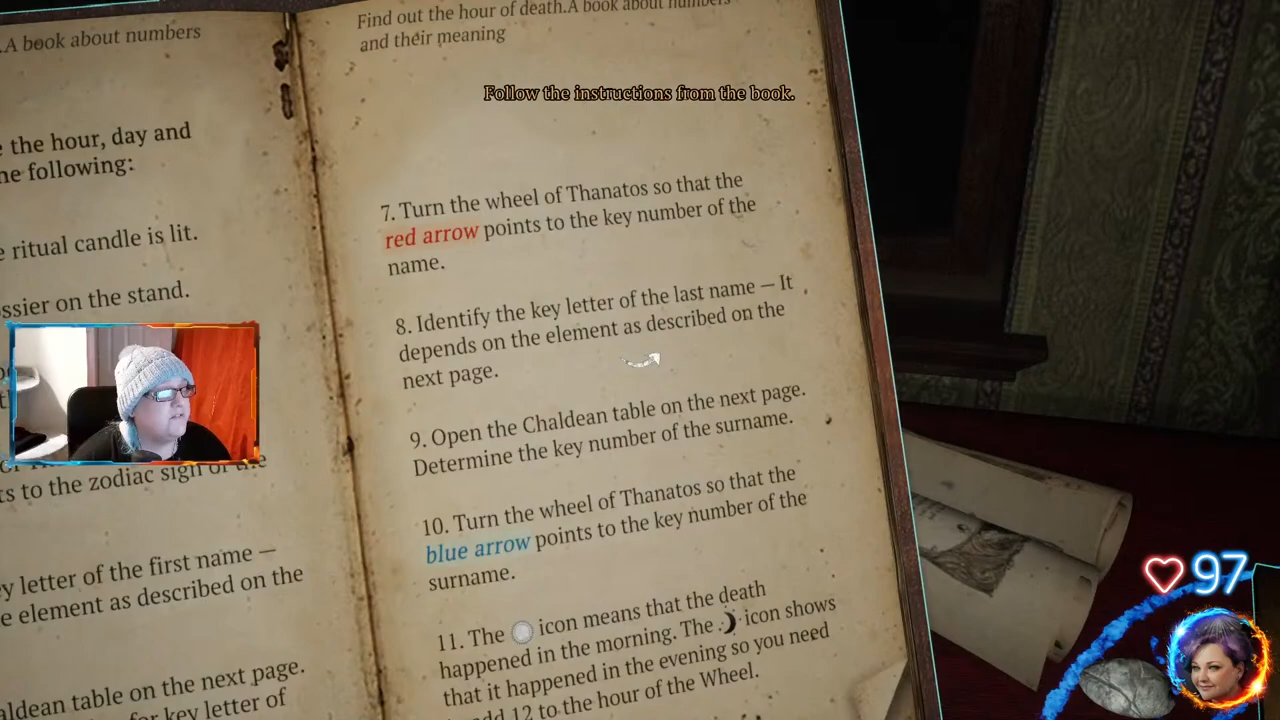 .A book about numbers
the hour, day and
following:
ritual candle is lit.
on the stand.
to the zodiac sign of the
letter of the first name —
element as described on the
table on the next page.
key letter of
Find out the hour of death.A book about numbers
and their meaning
Follow the instructions from the book.
7. Turn the wheel of Thanatos so that the
red arrow points to the key number of the
name.
8. Identify the key letter of the last name — It
depends on the element as described on the
next page.
9. Open the Chaldean table on the next page.
Determine the key number of the surname.
10. Turn the wheel of Thanatos so that the
blue arrow points to the key number of the
surname.
11. The icon means that the death
happened in the morning. The icon shows
that it happened in the evening so you need
add 12 to the hour of the Wheel.
97